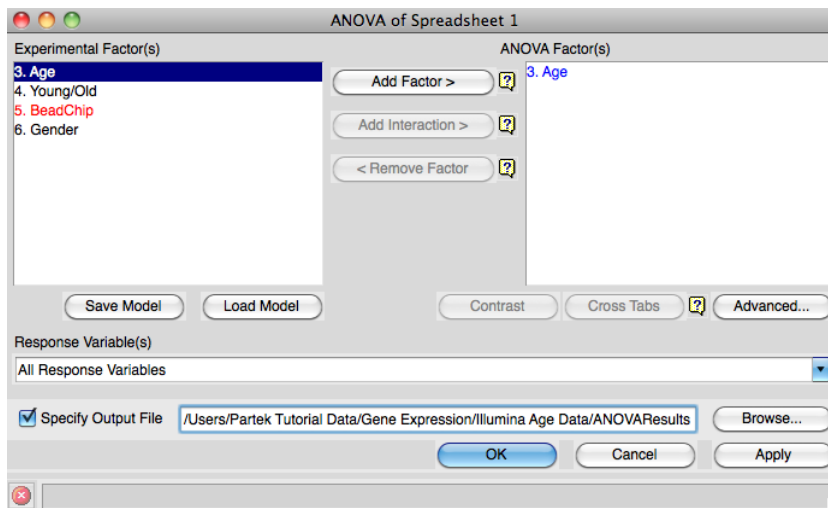 ANOVA of Spreadsheet 1
Experimental Factor(s)
ANOVA Factor(s)
3. Age
4. Young/Old
5. BeadChip
6. Gender
Add Factor > ?
Add Interaction > ?
< Remove Factor ?
3. Age
Save Model
Load Model
Contrast
Cross Tabs ?
Advanced...
Response Variable(s)
All Response Variables
Specify Output File
/Users/Partek Tutorial Data/Gene Expression/Illumina Age Data/ANOVAResults
Browse...
OK
Cancel
Apply